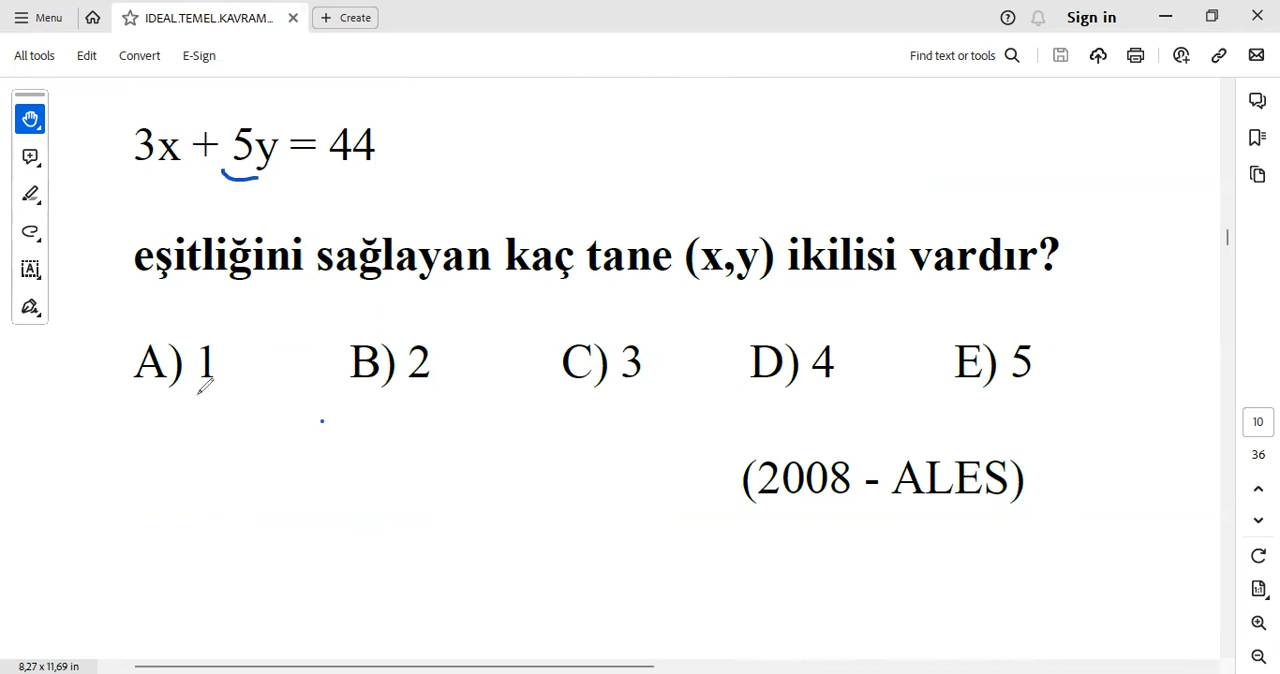 Menu
IDEAL.TEMEL.KAVRAM...
Create
Sign in
All tools
Edit
Convert
E-Sign
Find text or tools
3x + 5y = 44
eşitliğini sağlayan kaç tane (x,y) ikilisi vardır?
A) 1 B) 2 C) 3 D) 4 E) 5
(2008 - ALES)
10
36
1:1
8,27 x 11,69 in